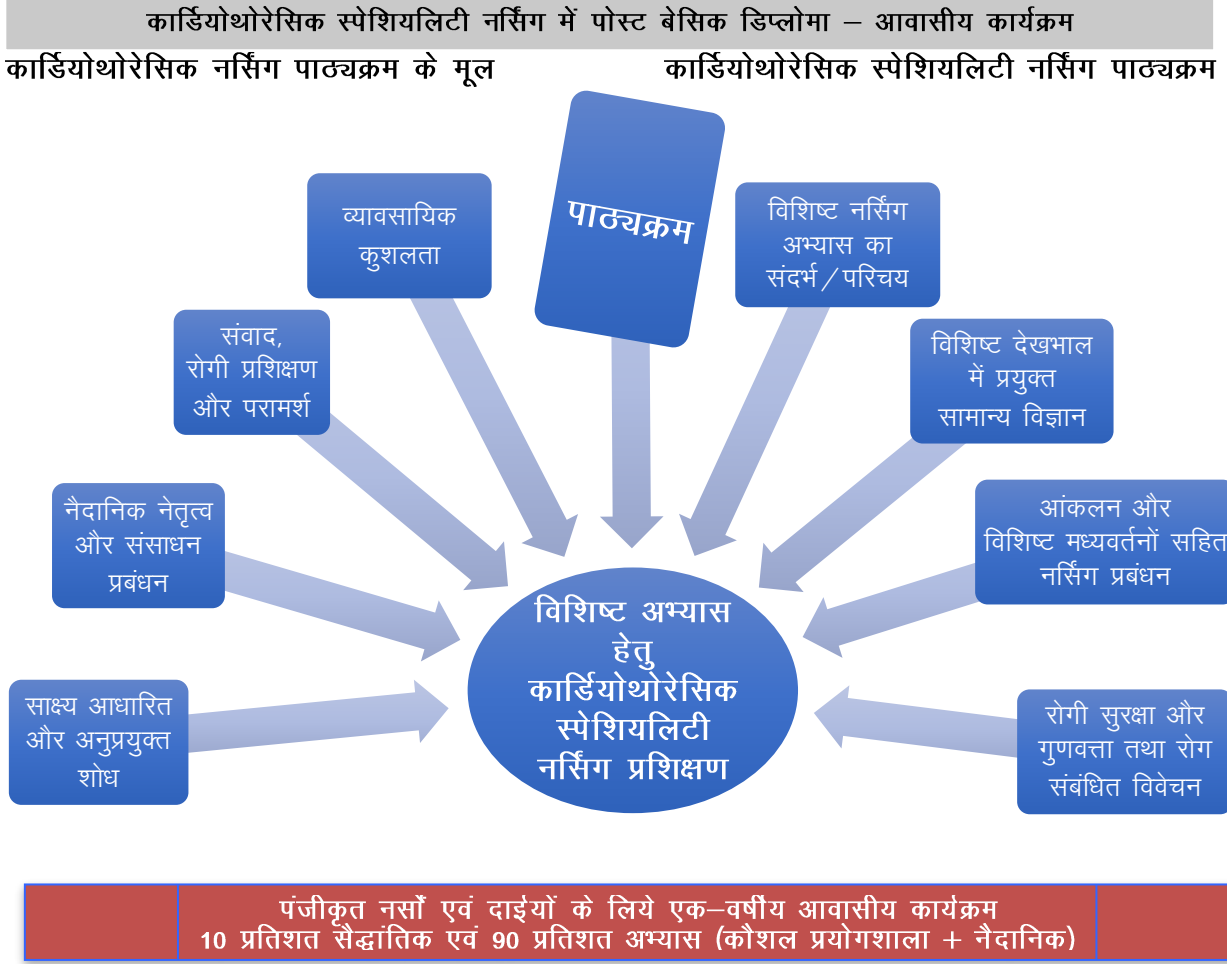 कार्डियोथोरेसिक स्पेशियलिटी नर्सिंग में पोस्ट बेसिक डिप्लोमा – आवासीय कार्यक्रम
कार्डियोथोरेसिक नर्सिंग पाठ्यक्रम के मूल
कार्डियोथोरेसिक स्पेशियलिटी नर्सिंग पाठ्यक्रम
पाठ्यक्रम
व्यावसायिक
कुशलता
विशिष्ट नर्सिंग
अभ्यास का
संदर्भ/परिचय
संवाद,
रोगी प्रशिक्षण
और परामर्श
विशिष्ट देखभाल
में प्रयुक्त
सामान्य विज्ञान
नैदानिक नेतृत्व
और संसाधन
प्रबंधन
आंकलन और
विशिष्ट मध्यवर्तनों सहित
नर्सिंग प्रबंधन
साक्ष्य आधारित
और अनुप्रयुक्त
शोध
रोगी सुरक्षा और
गुणवत्ता तथा रोग
संबंधित विवेचन
विशिष्ट अभ्यास
हेतु
कार्डियोथोरेसिक
स्पेशियलिटी
नर्सिंग प्रशिक्षण
पंजीकृत नर्सों एवं दाईयों के लिये एक–वर्षीय आवासीय कार्यक्रम
10 प्रतिशत सैद्धांतिक एवं 90 प्रतिशत अभ्यास (कौशल प्रयोगशाला + नैदानिक)